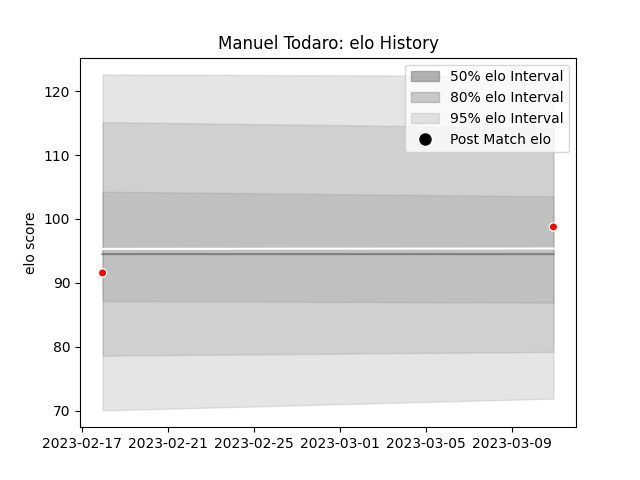 Manuel Todaro: elo History
50% elo Interval
80% elo Interval
95% elo Interval
Post Match elo
elo score
120
110
100
90
80
70
2023-02-17 2023-02-21 2023-02-25 2023-03-01 2023-03-05 2023-03-09